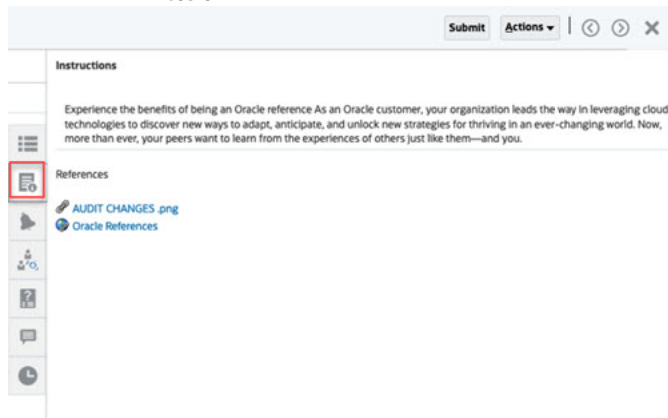 Submit Actions
Instructions
Experience the benefits of being an Oracle reference As an Oracle customer, your organization leads the way in leveraging cloud
technologies to discover new ways to adapt, anticipate, and unlock new strategies for thriving in an ever-changing world. Now,
more than ever, your peers want to learn from the experiences of others just like them—and you.
References
AUDIT CHANGES .png
Oracle References